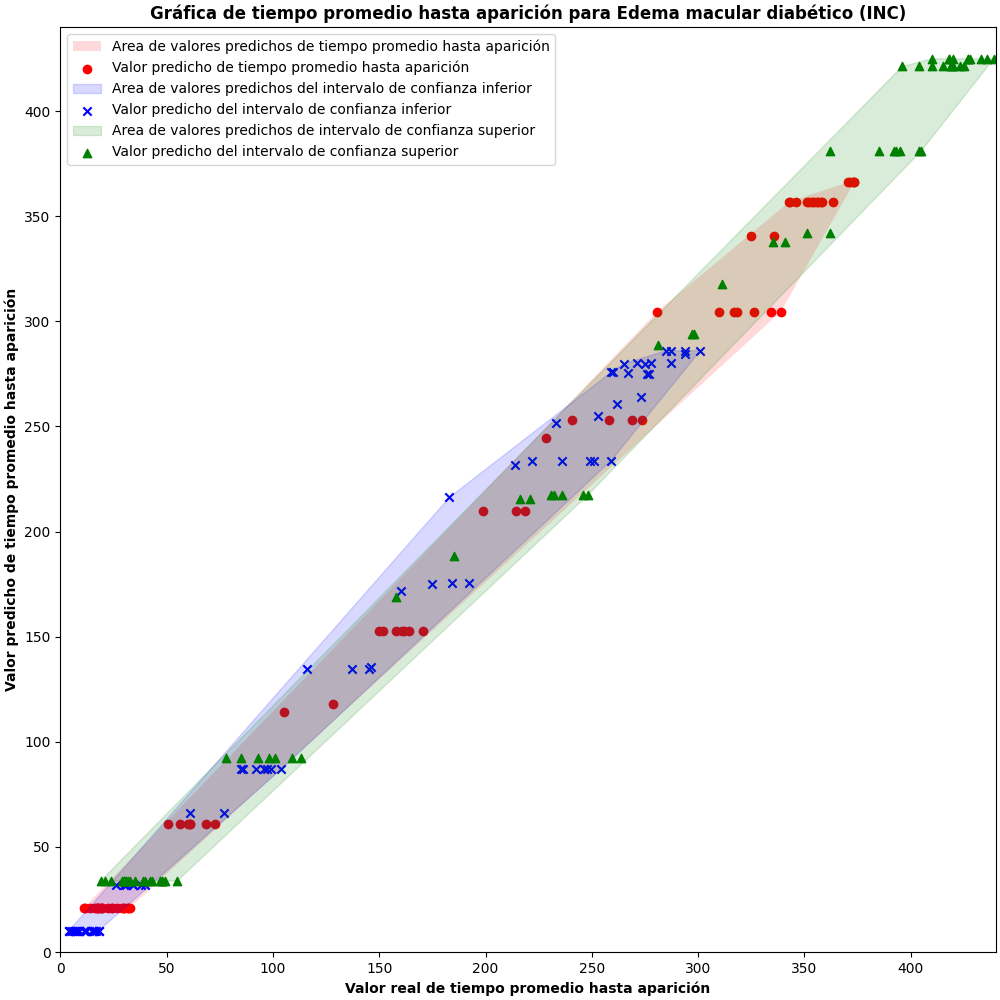 Gráfica de tiempo promedio hasta aparición para Edema macular diabético (INC)
Area de valores predichos de tiempo promedio hasta aparición
Valor predicho de tiempo promedio hasta aparición
Area de valores predichos del intervalo de confianza inferior
Valor predicho del intervalo de confianza inferior
Area de valores predichos de intervalo de confianza superior
Valor predicho del intervalo de confianza superior
Valor predicho de tiempo promedio hasta aparición
400
350
300
250
200
150
100
50
0
0 50 100 150 200 250 300 350 400
Valor real de tiempo promedio hasta aparición